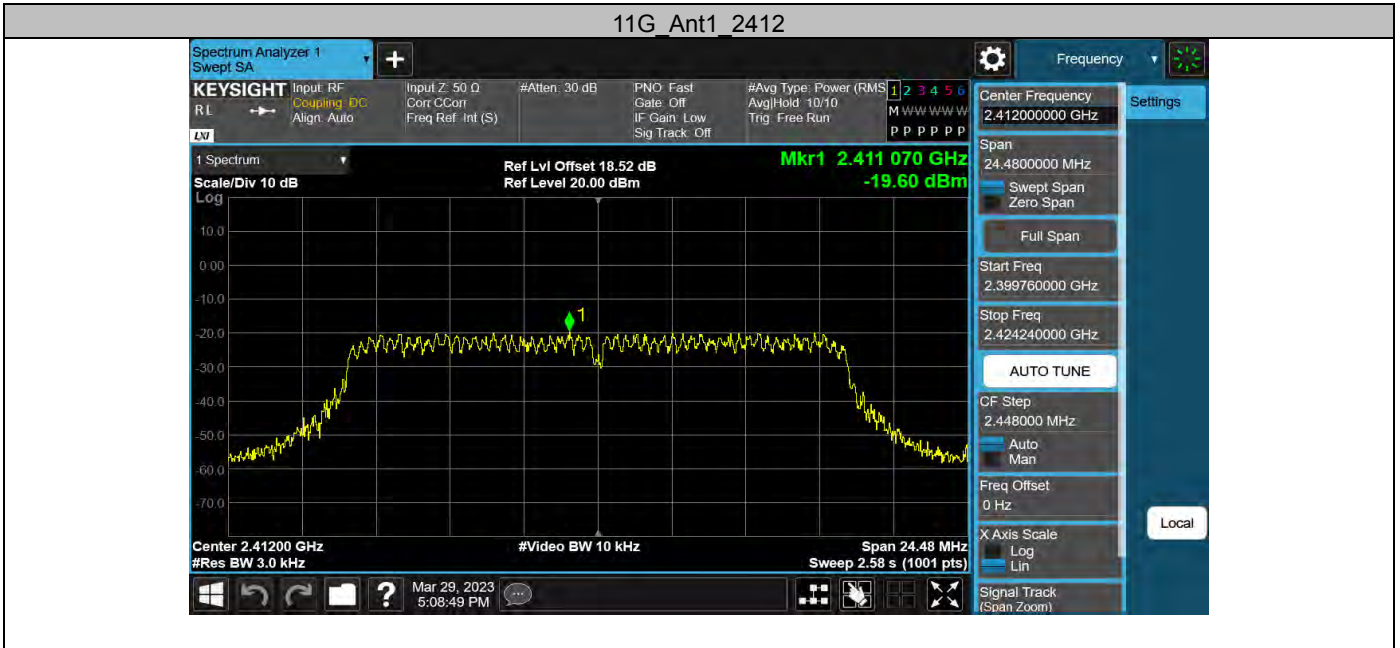 11G_Ant1_2412
Spectrum Analyzer 1
Swept SA
+
Frequency
KEYSIGHT
RL
LXI
Input: RF
Coupling: DC
Align: Auto
Input Z: 50 Ω
Corr CCorr
Freq Ref: Int (S)
#Atten: 30 dB
PNO: Fast
Gate: Off
IF Gain: Low
Sig Track: Off
#Avg Type: Power (RMS
Avg|Hold: 10/10
Trig: Free Run
1 2 3 4 5 6
M W W W W W
P P P P P P
1 Spectrum
Scale/Div 10 dB
Ref Lvl Offset 18.52 dB
Ref Level 20.00 dBm
Mkr1 2.411 070 GHz
-19.60 dBm
Log
10.0
0.00
-10.0
-20.0
-30.0
-40.0
-50.0
-60.0
-70.0
1
Center 2.41200 GHz
#Res BW 3.0 kHz
#Video BW 10 kHz
Span 24.48 MHz
Sweep 2.58 s (1001 pts)
Center Frequency
2.412000000 GHz
Span
24.4800000 MHz
Swept Span
Zero Span
Full Span
Start Freq
2.399760000 GHz
Stop Freq
2.424240000 GHz
AUTO TUNE
CF Step
2.448000 MHz
Auto
Man
Freq Offset
0 Hz
X Axis Scale
Log
Lin
Signal Track
(Span Zoom)
Settings
Local
?
Mar 29, 2023
5:08:49 PM